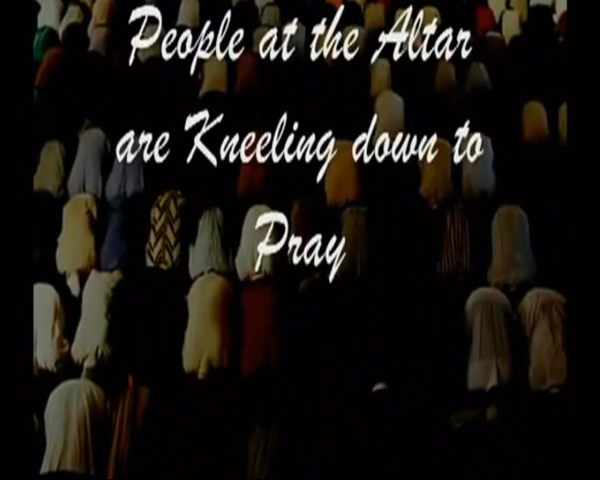 People at the Altar
are Kneeling down to
Pray